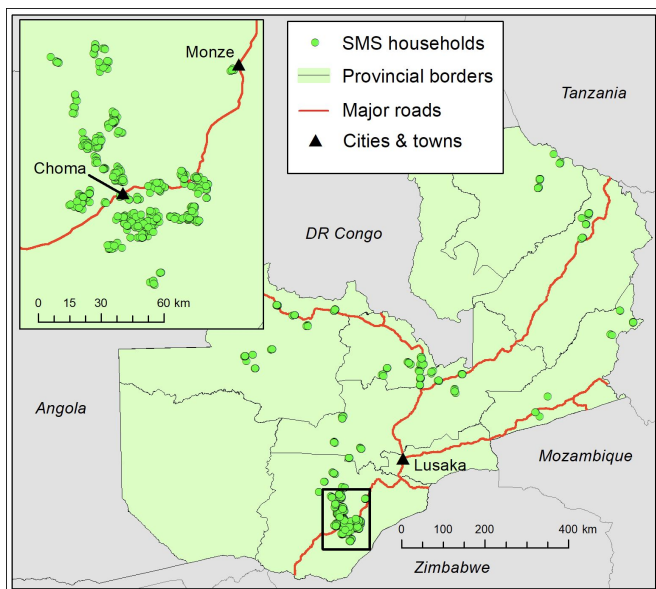 Monze
Choma
0 15 30 60 km
SMS households
Provincial borders
Major roads
Cities & towns
Tanzania
DR Congo
Angola
Lusaka
Mozambique
0 100 200 400 km
Zimbabwe